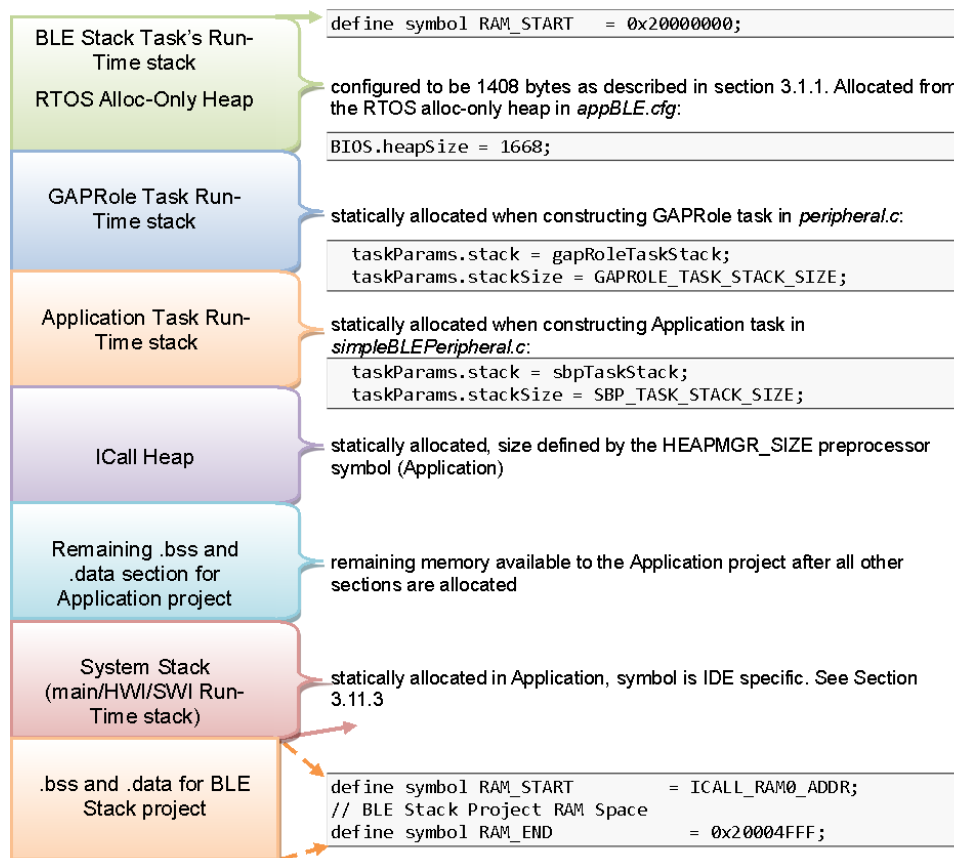 define symbol RAM_START   = 0x20000000;
BLE Stack Task's Run-
Time stack
RTOS Alloc-Only Heap
configured to be 1408 bytes as described in section 3.1.1. Allocated from
the RTOS alloc-only heap in appBLE.cfg:
BIOS.heapSize = 1668;
GAPRole Task Run-
Time stack
statically allocated when constructing GAPRole task in peripheral.c:
taskParams.stack = gapRoleTaskStack;
taskParams.stackSize = GAPROLE_TASK_STACK_SIZE;
Application Task Run-
Time stack
statically allocated when constructing Application task in
simpleBLEPeripheral.c:
taskParams.stack = sbpTaskStack;
taskParams.stackSize = SBP_TASK_STACK_SIZE;
ICall Heap
statically allocated, size defined by the HEAPMGR_SIZE preprocessor
symbol (Application)
Remaining .bss and
.data section for
Application project
remaining memory available to the Application project after all other
sections are allocated
System Stack
(main/HWI/SWI Run-
Time stack)
statically allocated in Application, symbol is IDE specific. See Section
3.11.3
.bss and .data for BLE
Stack project
define symbol RAM_START        = ICALL_RAM0_ADDR;
// BLE Stack Project RAM Space
define symbol RAM_END          = 0x20004FFF;